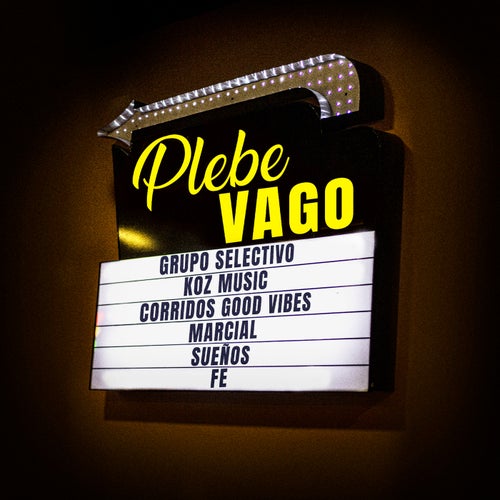 Plebe
VAGO
GRUPO SELECTIVO
KOZ MUSIC
CORRIDOS GOOD VIBES
MARCIAL
SUEÑOS
FE